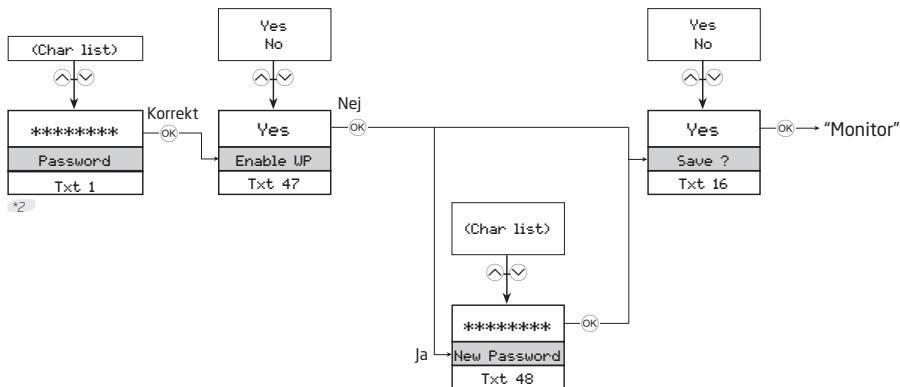 (Char list)
********
Password
Txt 1
*2
Korrekt
OK
Yes
No
Yes
Enable WP
Txt 47
Nej
OK
Ja
(Char list)
********
New Password
Txt 48
OK
Yes
No
Yes
Save ?
Txt 16
OK
"Monitor"